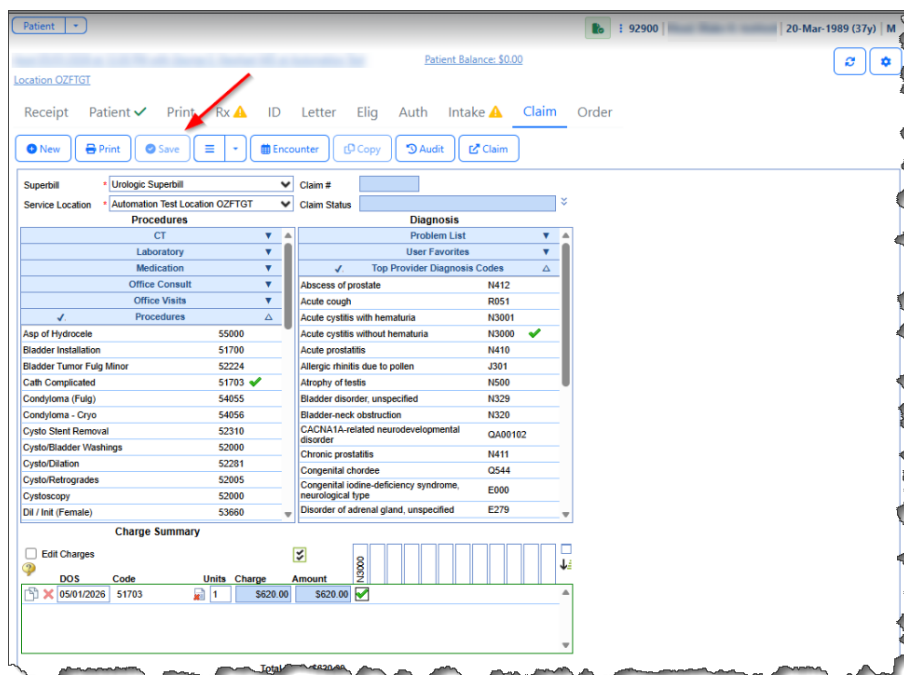 Patient
92900 20-Mar-1989 (37y) M
Patient Balance: $0.00
Location OZFTGT
Receipt Patient Print Rx ID Letter Elig Auth Intake Claim Order
New Print Save Encounter Copy Audit Claim
Superbill * Urologic Superbill Claim #
Service Location * Automation Test Location OZFTGT Claim Status
Procedures Diagnosis
CT Problem List
Laboratory User Favorites
Medication Top Provider Diagnosis Codes
Office Consult Abscess of prostate N412
Office Visits Acute cough R051
Procedures Acute cystitis with hematuria N3001
Asp of Hydrocele 55000 Acute cystitis without hematuria N3000
Bladder Installation 51700 Acute prostatitis N410
Bladder Tumor Fulg Minor 52224 Allergic rhinitis due to pollen J301
Cath Complicated 51703 Atrophy of testis N500
Condyloma (Fulg) 54055 Bladder disorder, unspecified N329
Condyloma - Cryo 54056 Bladder-neck obstruction N320
Cysto Stent Removal 52310 CACNA1A-related neurodevelopmental disorder QA00102
Cysto/Bladder Washings 52000 Chronic prostatitis N411
Cysto/Dilation 52281 Congenital chordee Q544
Cysto/Retrogrades 52005 Congenital iodine-deficiency syndrome, neurological type E000
Cystoscopy 52000 Disorder of adrenal gland, unspecified E279
Dil / Init (Female) 53660
Charge Summary
Edit Charges
N3000
DOS Code Units Charge Amount
05/01/2026 51703 1 $620.00 $620.00
Total $620.00